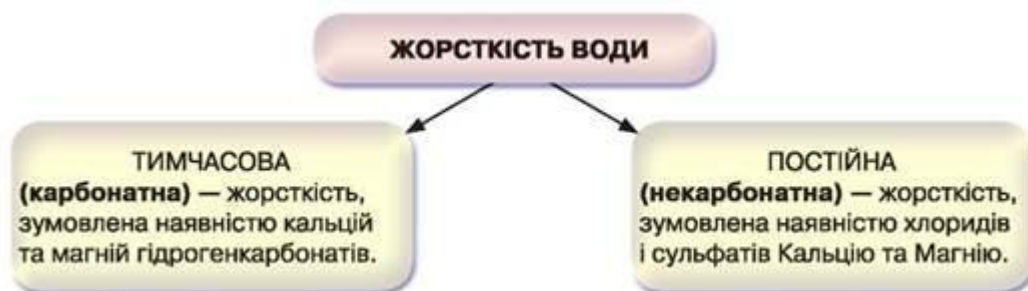 ЖОРСТКІСТЬ ВОДИ
ТИМЧАСОВА
(карбонатна) — жорсткість,
зумовлена наявністю кальцій
та магній гідрогенкарбонатів.
ПОСТІЙНА
(некарбонатна) — жорсткість,
зумовлена наявністю хлоридів
і сульфатів Кальцію та Магнію.